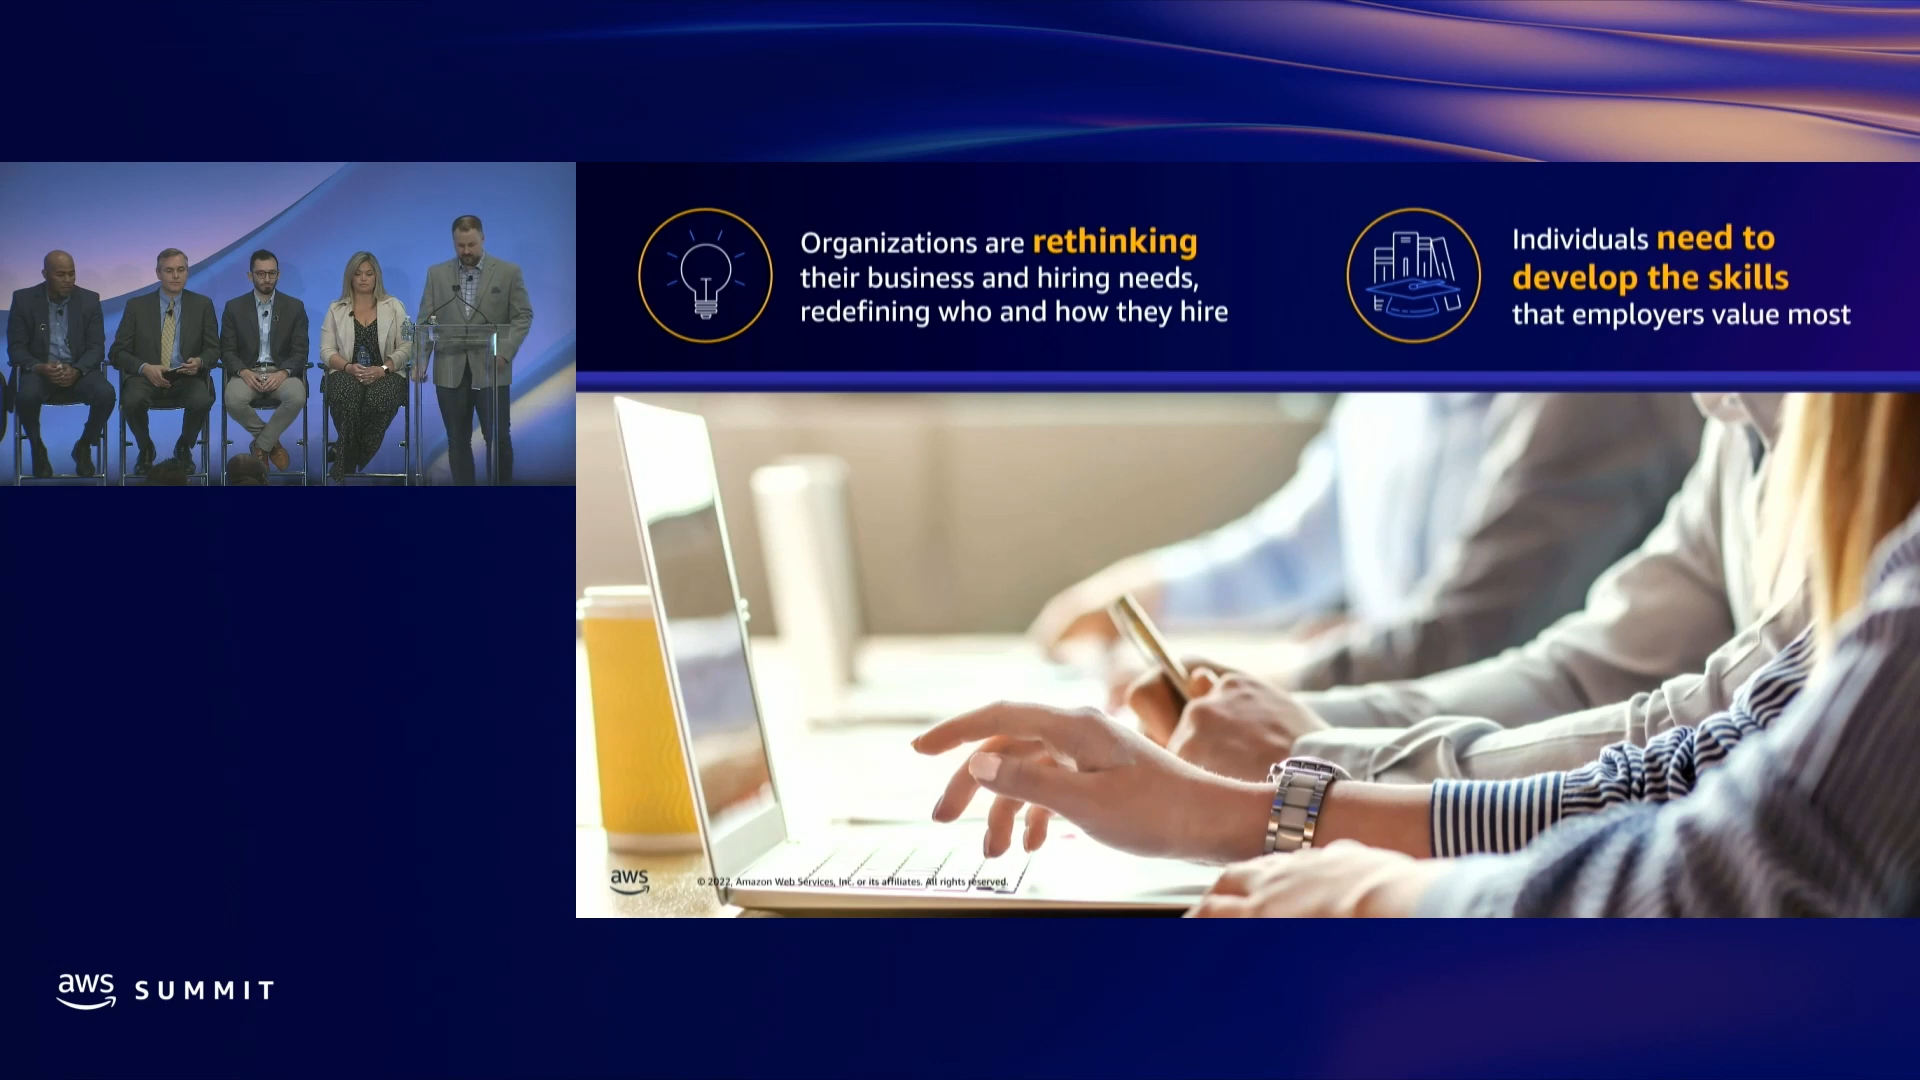 Organizations are rethinking
their business and hiring needs,
redefining who and how they hire
Individuals need to
develop the skills
that employers value most
aws
© 2022, Amazon Web Services, Inc. or its affiliates. All rights reserved.
aws SUMMIT